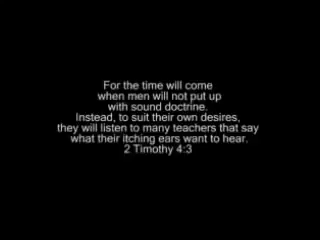 For the time will come
when men will not put up
with sound doctrine.
Instead, to suit their own desires,
they will listen to many teachers that say
what their itching ears want to hear.
2 Timothy 4:3